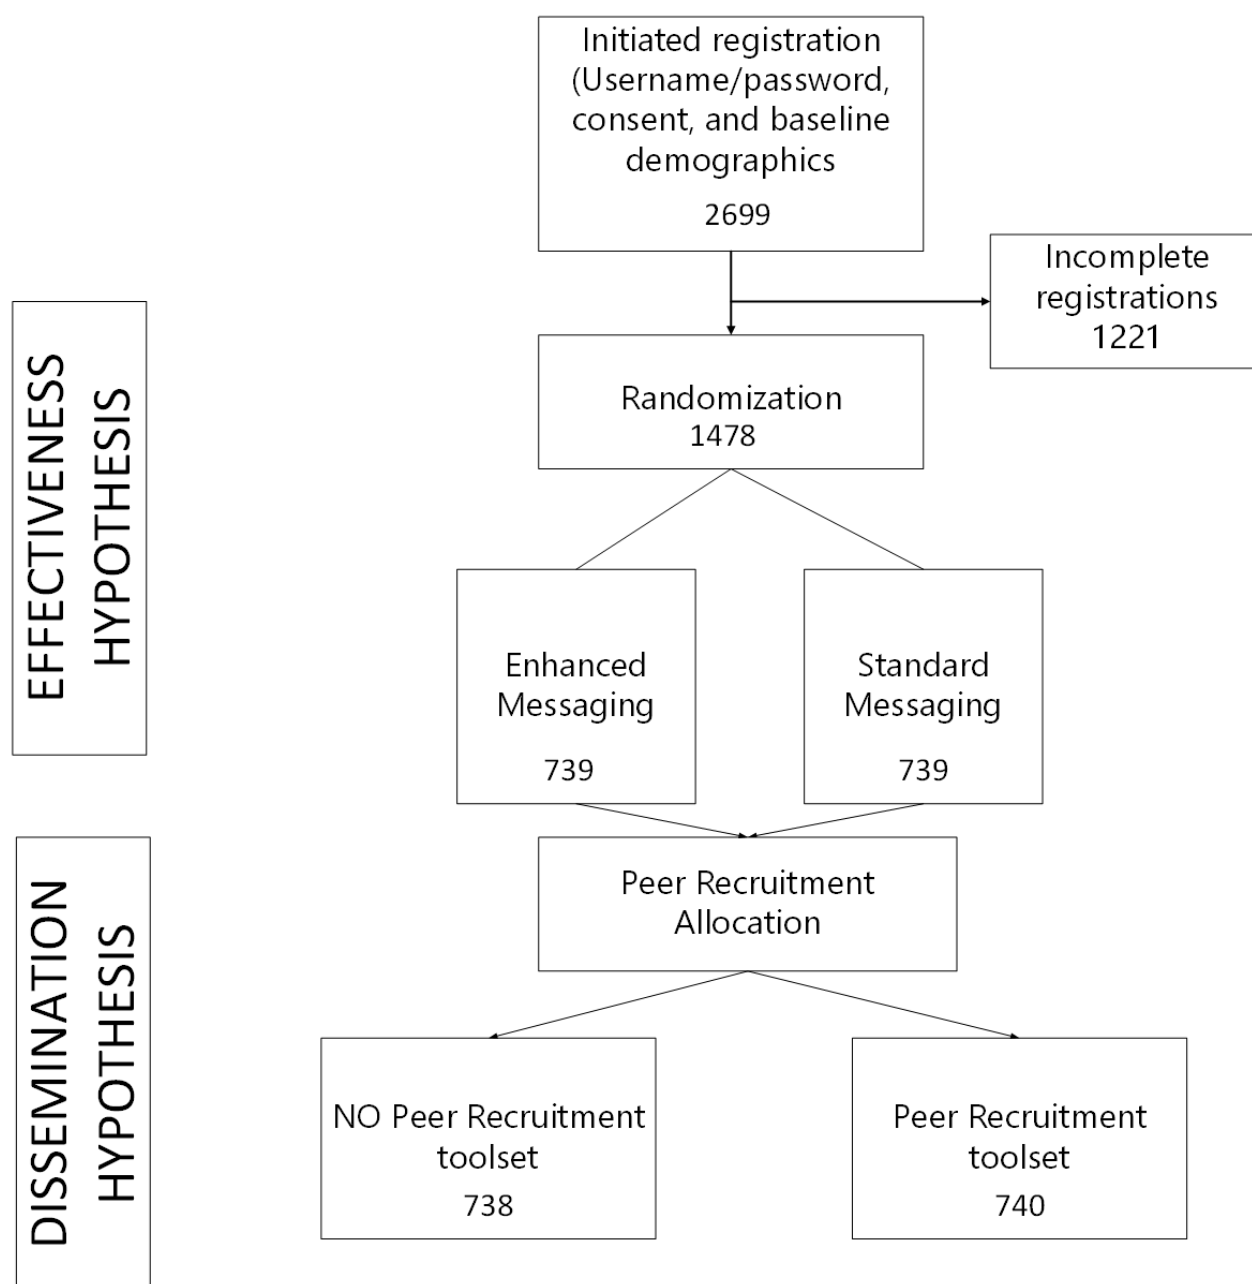 Initiated registration
(Username/password,
consent, and baseline
demographics
2699
Incomplete
registrations
1221
EFFECTIVENESS
HYPOTHESIS
Randomization
1478
Enhanced
Messaging
739
Standard
Messaging
739
DISSEMINATION
HYPOTHESIS
Peer Recruitment
Allocation
NO Peer Recruitment
toolset
738
Peer Recruitment
toolset
740